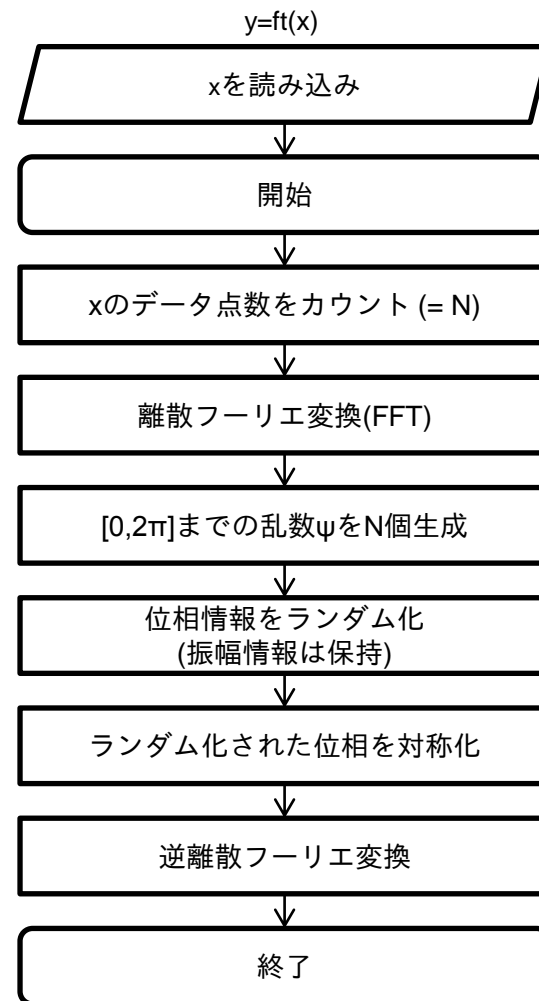 y=ft(x)
xを読み込み
開始
xのデータ点数をカウント (= N)
離散フーリエ変換(FFT)
[0,2π]までの乱数ψをN個生成
位相情報をランダム化
(振幅情報は保持)
ランダム化された位相を対称化
逆離散フーリエ変換
終了